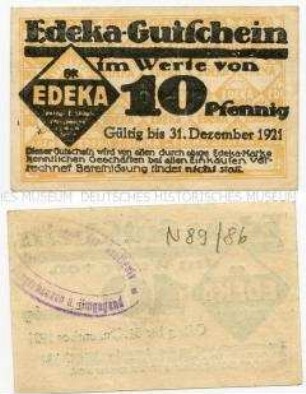 Edeka-Gutschein
im Werte von
EDEKA
10 Pfennig
Gültig bis 31. Dezember 1921
Dieser Gutschein wird von allen durch obige Edeka-Marke
kenntlichen Geschäften bei allen Einkäufen ver-
rechnet Bareinlösung findet nicht statt.
MUSEUM DEUTSCHES HISTORISCHES MUSEUM
N89/86